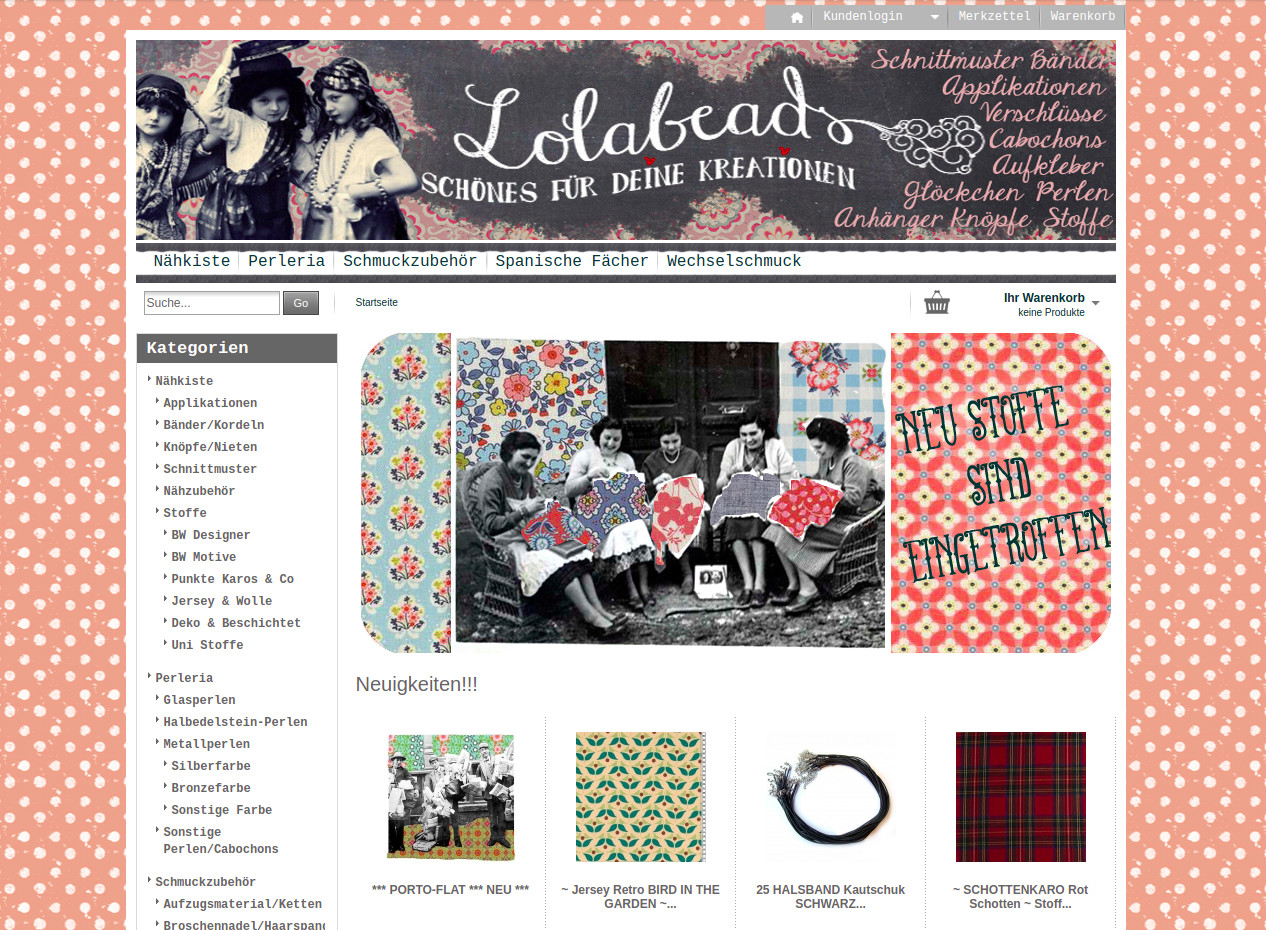 Kundenlogin Merkzettel Warenkorb
Lolabeads
SCHÖNES FÜR DEINE KREATIONEN
Schnittmuster Bänder
Applikationen
Verschlüsse
Cabochons
Aufkleber
Glöckchen Perlen
Anhänger Knöpfe Stoffe
Nähkiste Perleria Schmuckzubehör Spanische Fächer Wechselschmuck
Suche... Go Startseite
Ihr Warenkorb
keine Produkte
Kategorien
Nähkiste
Applikationen
Bänder/Kordeln
Knöpfe/Nieten
Schnittmuster
Nähzubehör
Stoffe
BW Designer
BW Motive
Punkte Karos & Co
Jersey & Wolle
Deko & Beschichtet
Uni Stoffe
Perleria
Glasperlen
Halbedelstein-Perlen
Metallperlen
Silberfarbe
Bronzefarbe
Sonstige Farbe
Sonstige
Perlen/Cabochons
Schmuckzubehör
Aufzugsmaterial/Ketten
Broschennadel/Haarspang
NEU STOFFE
SIND
EINGETROFFEN
Neuigkeiten!!!
*** PORTO-FLAT *** NEU ***
~ Jersey Retro BIRD IN THE
GARDEN ~...
25 HALSBAND Kautschuk
SCHWARZ...
~ SCHOTTENKARO Rot
Schotten ~ Stoff...